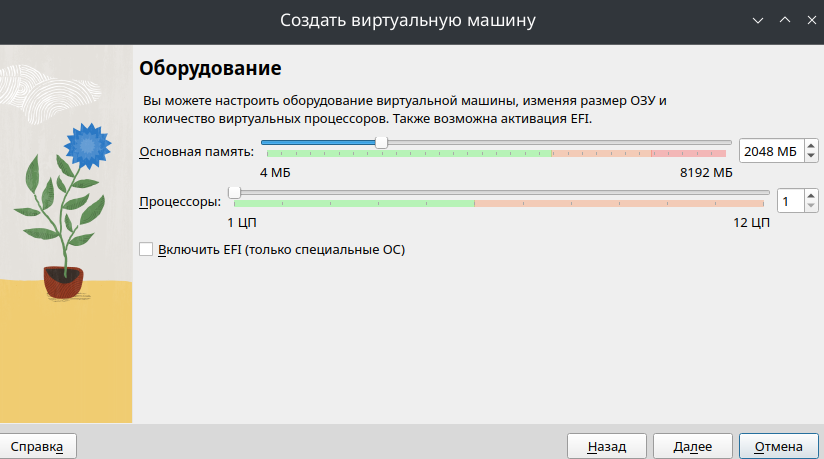 Создать виртуальную машину
Оборудование
Вы можете настроить оборудование виртуальной машины, изменяя размер ОЗУ и
количество виртуальных процессоров. Также возможна активация EFI.
Основная память:
2048 МБ
4 МБ
8192 МБ
Процессоры:
1
1 ЦП
12 ЦП
Включить EFI (только специальные ОС)
Справка
Назад
Далее
Отмена